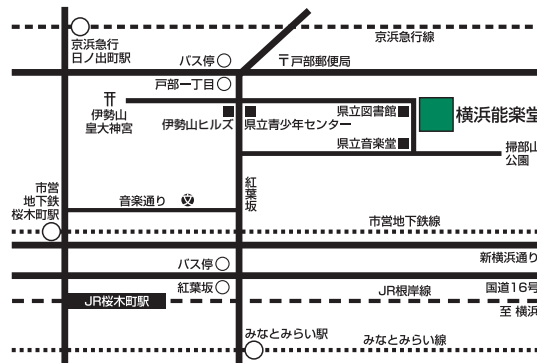 京浜急行線
京浜急行
日ノ出町駅
バス停
〒戸部郵便局
戸部一丁目
伊勢山
皇大神宮
伊勢山ヒルズ
県立青少年センター
県立図書館
横浜能楽堂
県立音楽堂
掃部山
公園
市営
地下鉄
桜木町駅
音楽通り
紅葉坂
市営地下鉄線
新横浜通り
バス停
紅葉坂
JR根岸線
国道16号
JR桜木町駅
至 横浜
みなとみらい駅
みなとみらい線